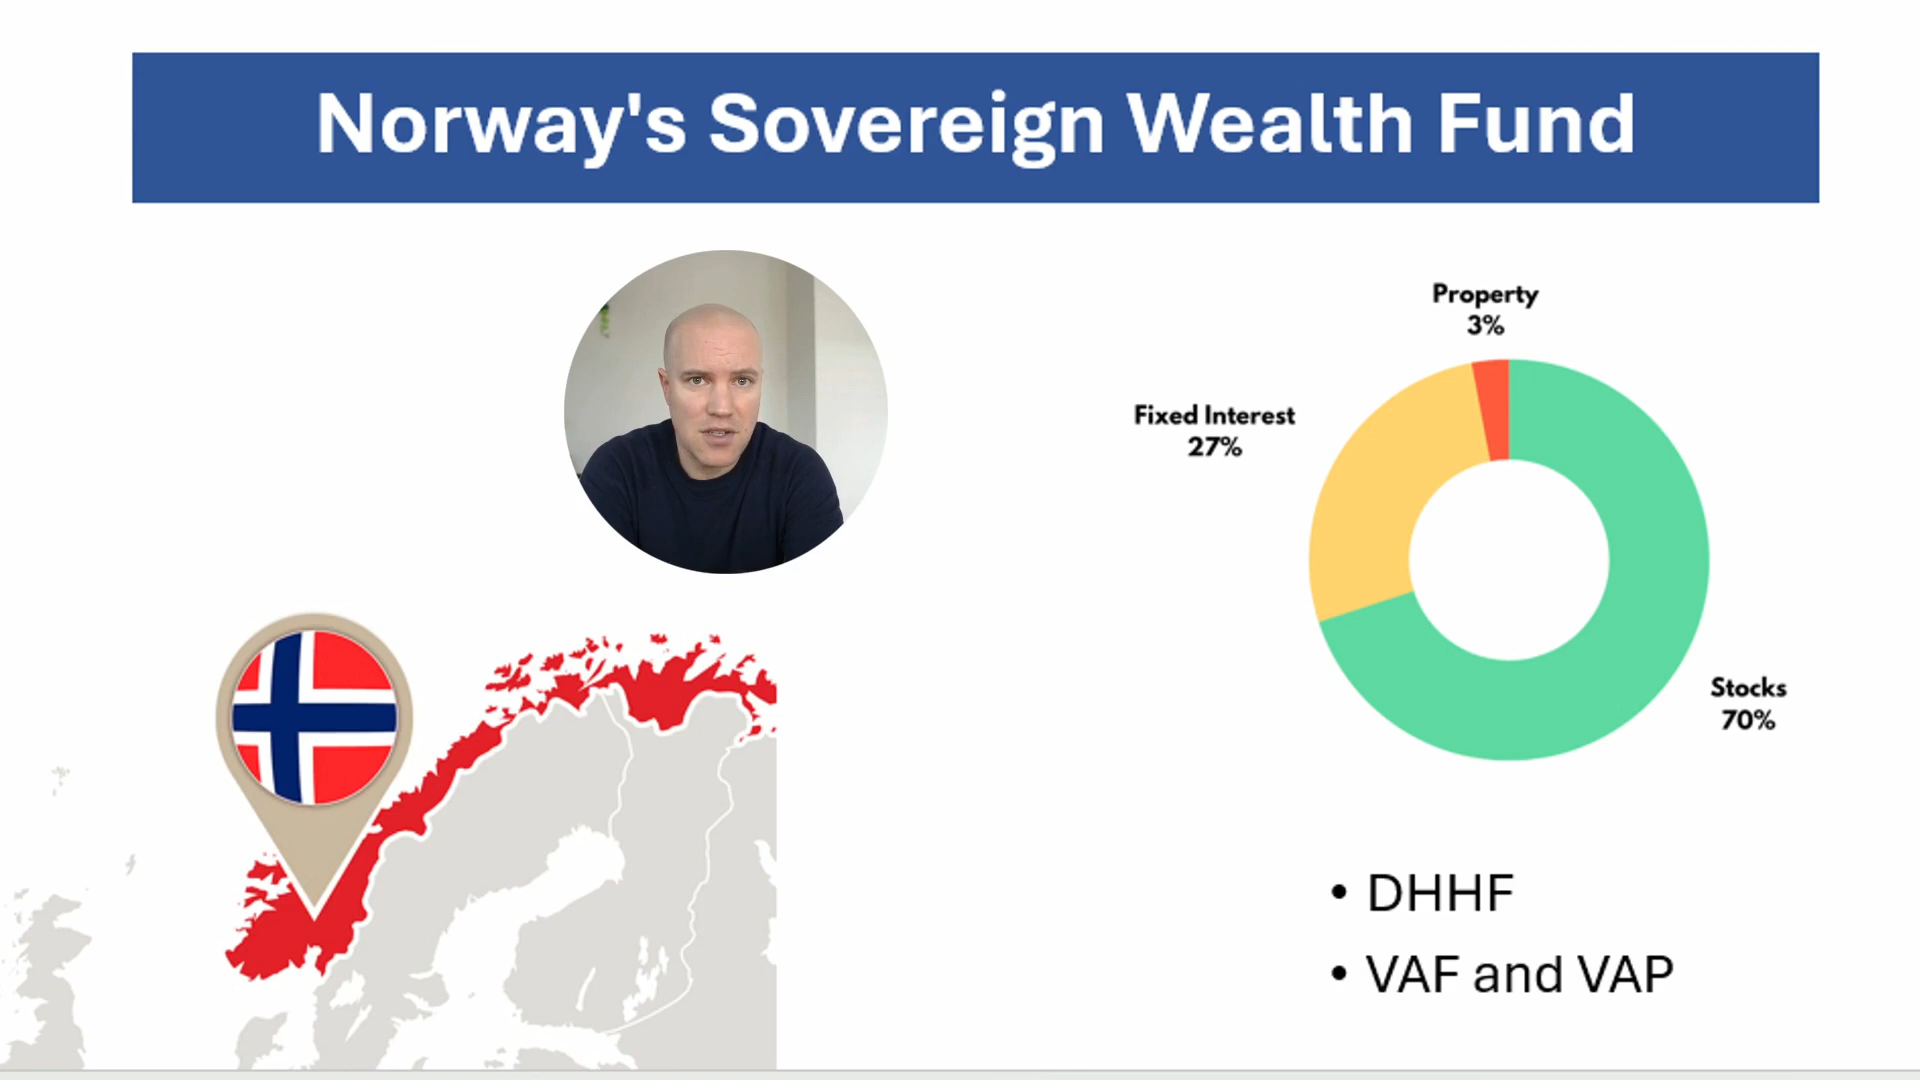 Norway's Sovereign Wealth Fund
Property
3%
Fixed Interest
27%
Stocks
70%
• DHHF
• VAF and VAP